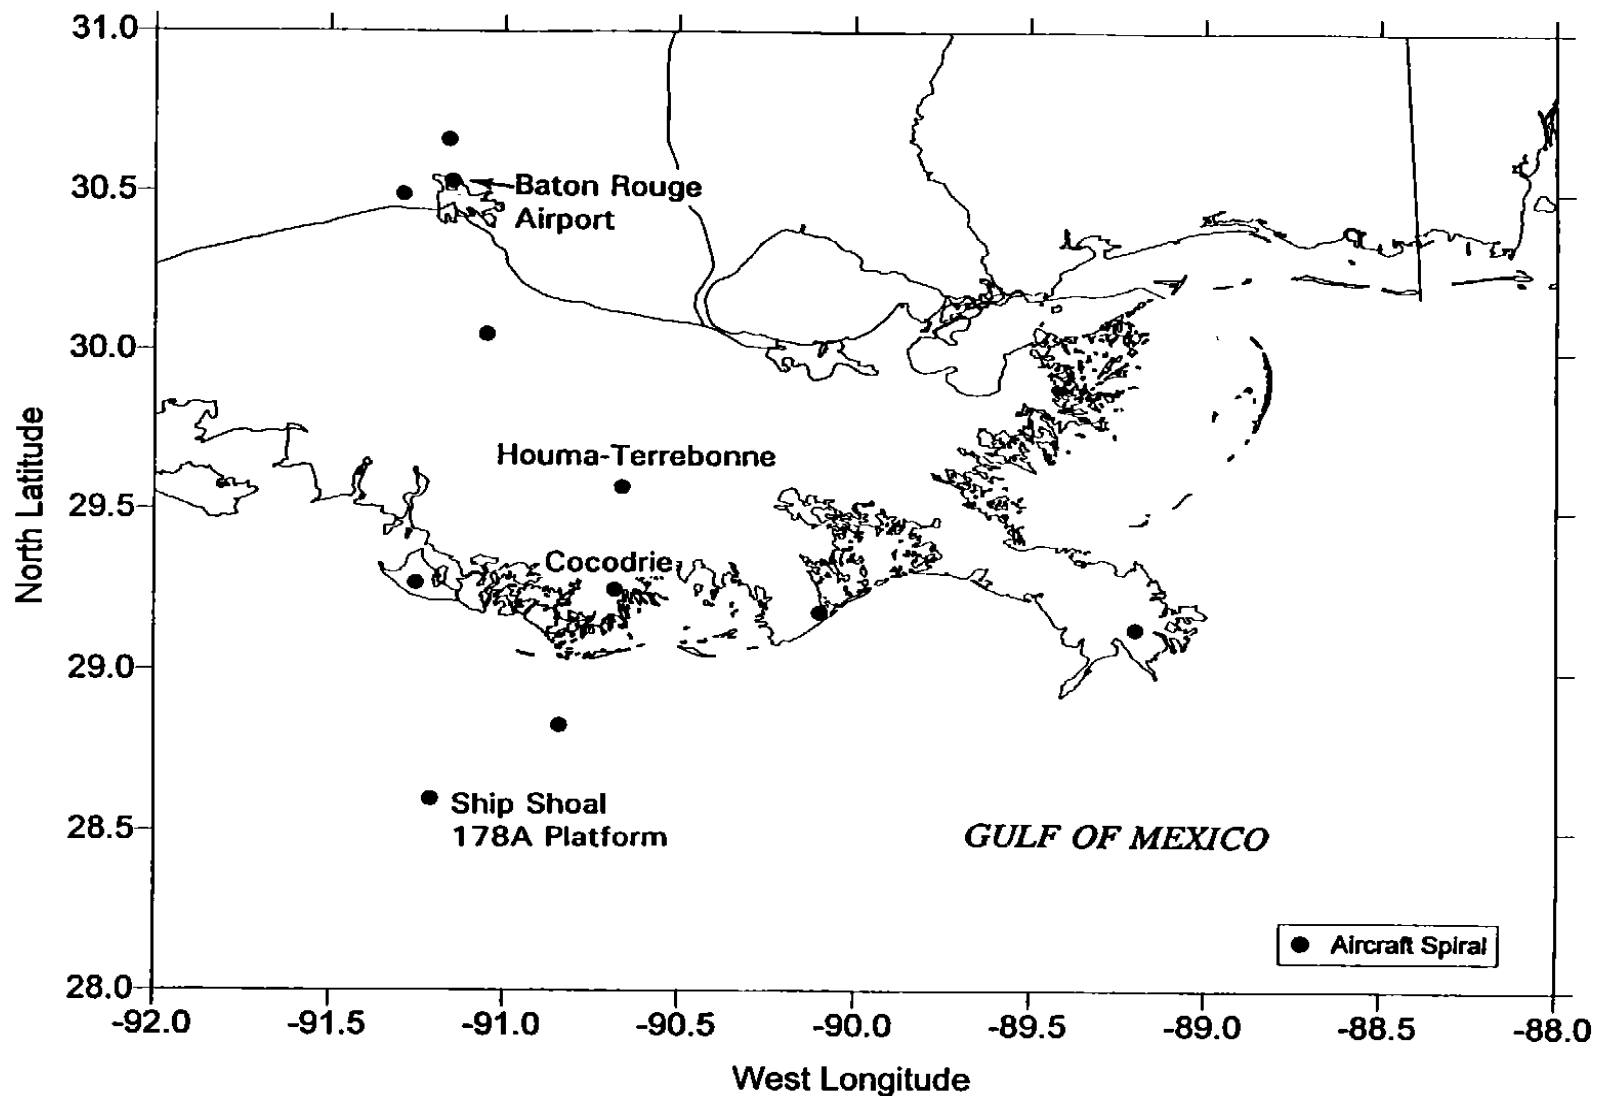 31.0
30.5
30.0
29.5
29.0
28.5
28.0
North Latitude
Baton Rouge
Airport
Houma-Terrebonne
Cocodrie
Ship Shoal
178A Platform
GULF OF MEXICO
Aircraft Spiral
-92.0 -91.5 -91.0 -90.5 -90.0 -89.5 -89.0 -88.5 -88.0
West Longitude